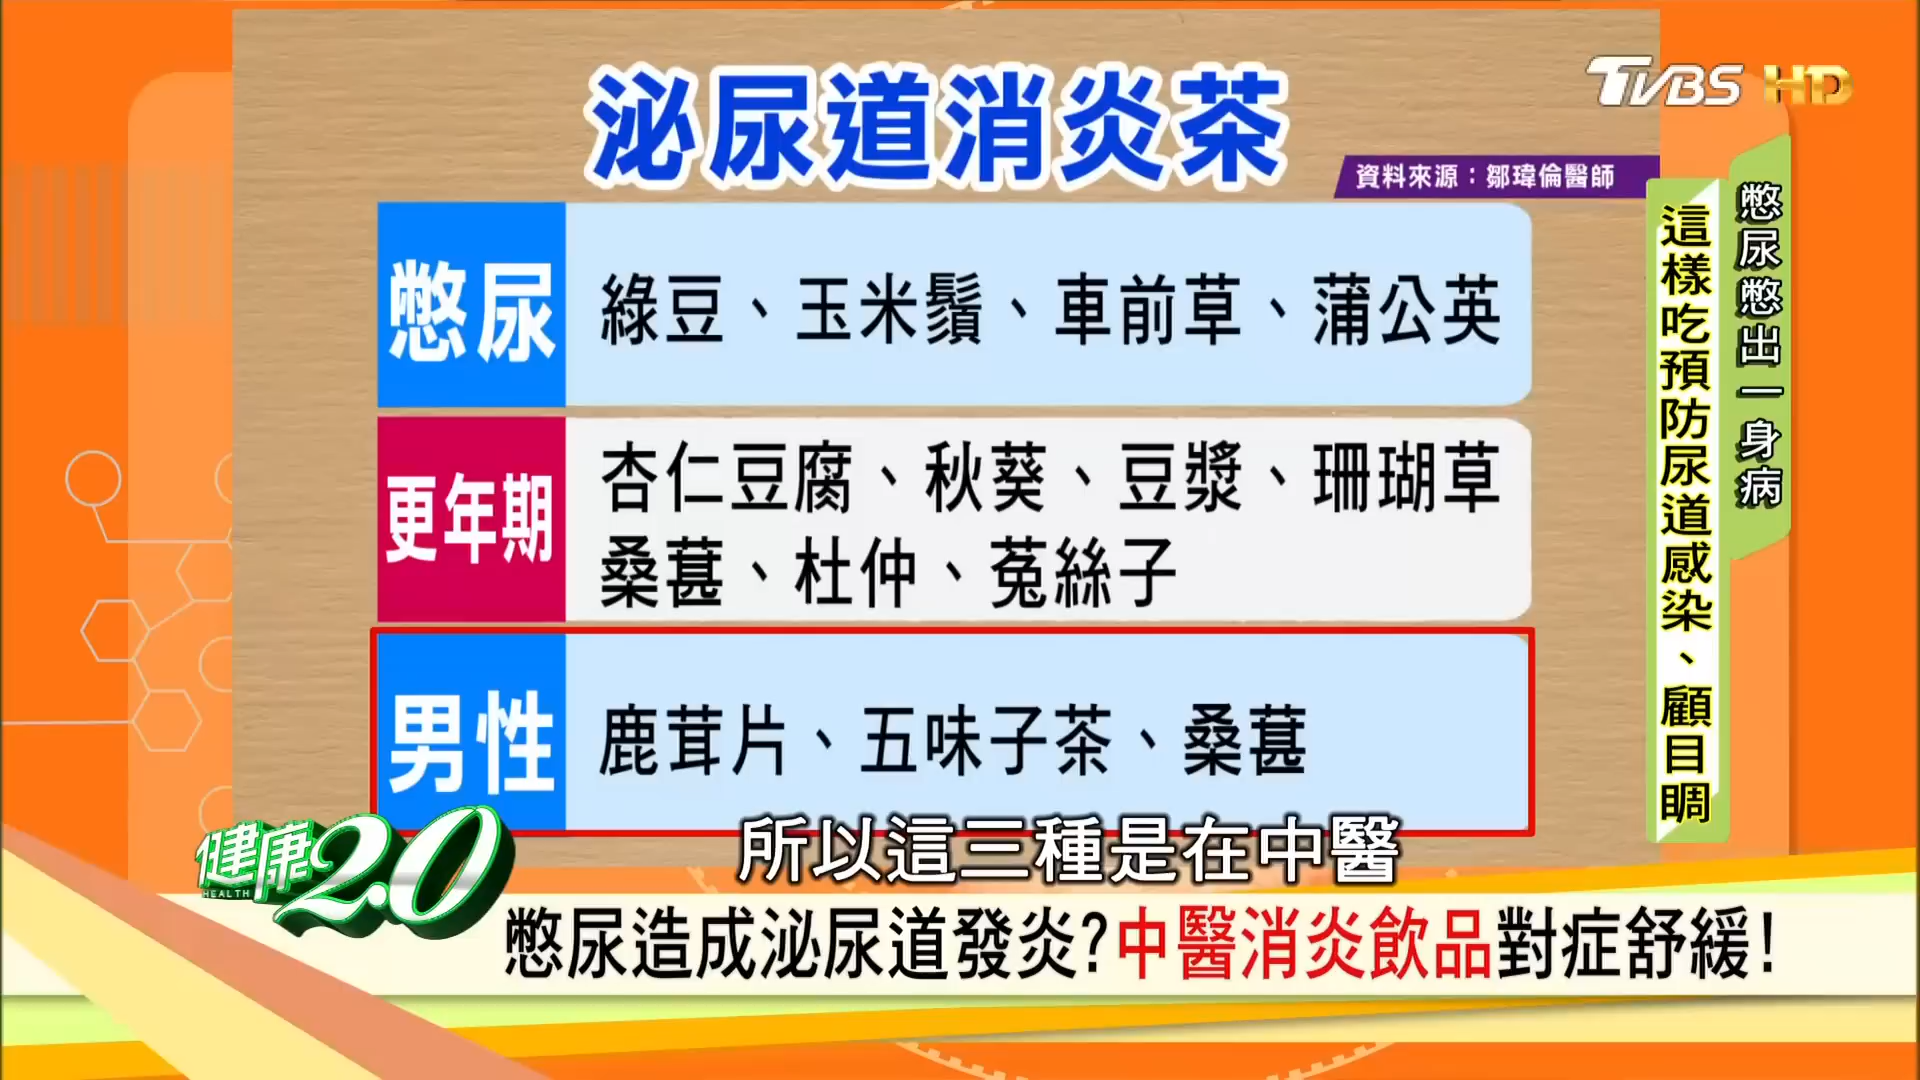 泌尿道消炎茶
TVBS HD
資料來源：鄒瑋倫醫師
憋尿
綠豆、玉米鬚、車前草、蒲公英
更年期
杏仁豆腐、秋葵、豆漿、珊瑚草
桑葚、杜仲、菟絲子
男性
鹿茸片、五味子茶、桑葚
憋尿憋出一身病
這樣吃預防尿道感染、顧目睭
所以這三種是在中醫
健康2.0
HEALTH
憋尿造成泌尿道發炎?中醫消炎飲品對症舒緩!